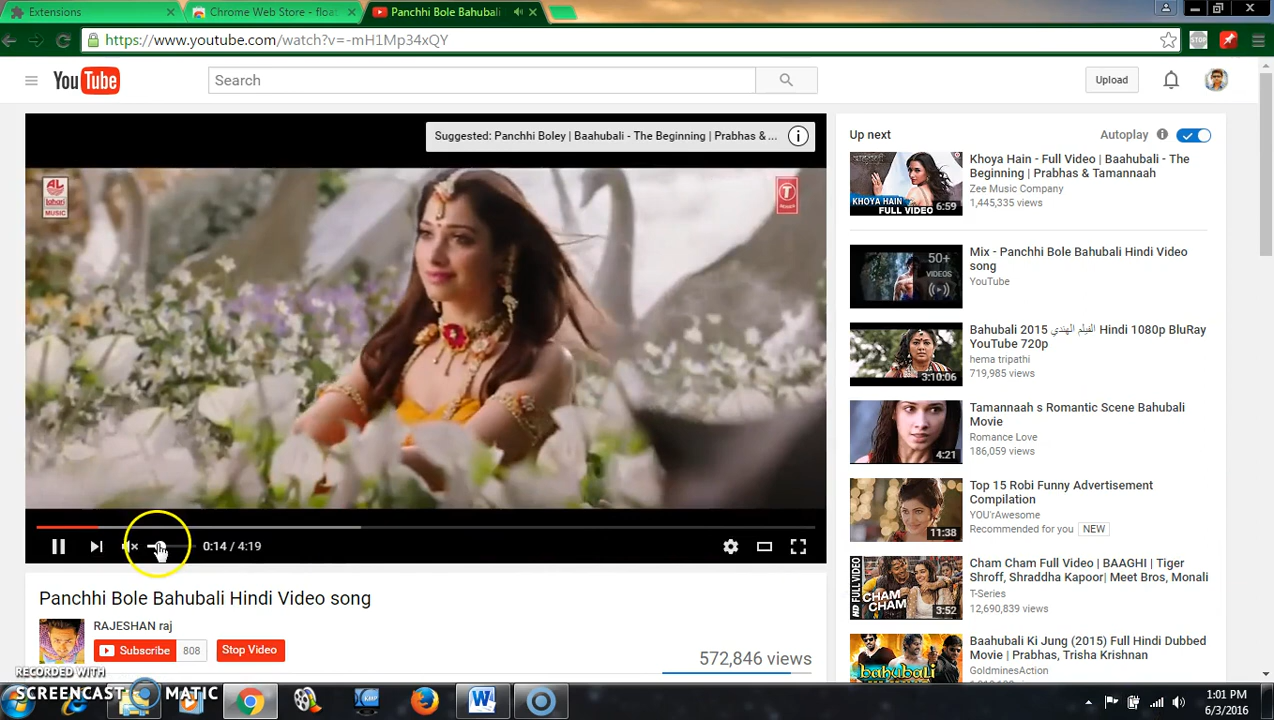 Extensions
Chrome Web Store - float
Panchhi Bole Bahubali
https://www.youtube.com/watch?v=-mH1Mp34xQY
STOP
YouTube
Search
Upload
Suggested: Panchhi Boley | Baahubali - The Beginning | Prabhas & ...
lahari
MUSIC
T
0:14 / 4:19
Panchhi Bole Bahubali Hindi Video song
RAJESHAN raj
Subscribe 808
Stop Video
572,846 views
Up next
Autoplay
KHOYA HAIN
FULL VIDEO
6:59
Khoya Hain - Full Video | Baahubali - The
Beginning | Prabhas & Tamannaah
Zee Music Company
1,445,335 views
50+
VIDEOS
Mix - Panchhi Bole Bahubali Hindi Video
song
YouTube
3:10:06
Bahubali 2015 الفيلم الهندي Hindi 1080p BluRay
YouTube 720p
hema tripathi
719,985 views
4:21
Tamannaah s Romantic Scene Bahubali
Movie
Romance Love
186,059 views
11:38
Top 15 Robi Funny Advertisement
Compilation
YOU'rAwesome
Recommended for you NEW
HD FULL VIDEO
CHAM
CHAM
3:52
Cham Cham Full Video | BAAGHI | Tiger
Shroff, Shraddha Kapoor| Meet Bros, Monali
T-Series
12,690,839 views
bahubali
Baahubali Ki Jung (2015) Full Hindi Dubbed
Movie | Prabhas, Trisha Krishnan
GoldminesAction
RECORDED WITH
SCREENCAST MATIC
1:01 PM
6/3/2016